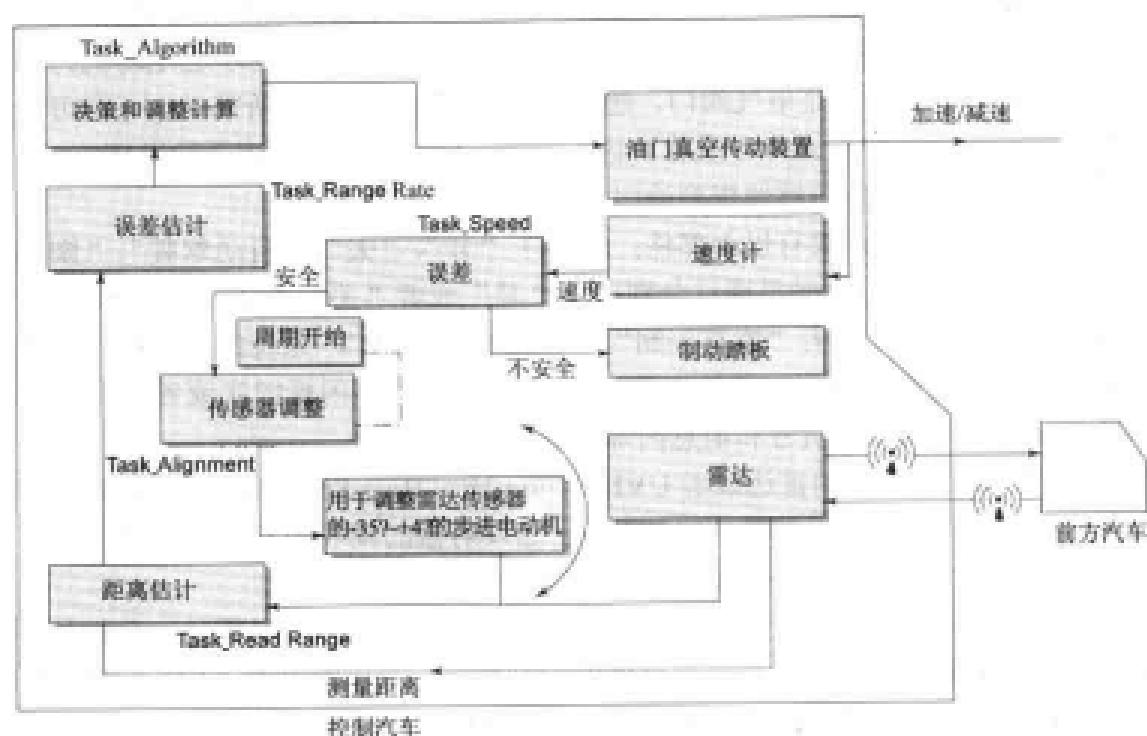 Task_Algorithm
决策和调整计算
油门真空传动装置
加速/减速
Task_Range Rate
误差估计
Task_Speed
误差
速度计
安全
速度
周期开始
不安全
制动踏板
传感器调整
Task_Alignment
雷达
用于调整雷达传感器
的-35?-+4?的步进电动机
前方汽车
距离估计
Task_Read Range
测量距离
控制汽车